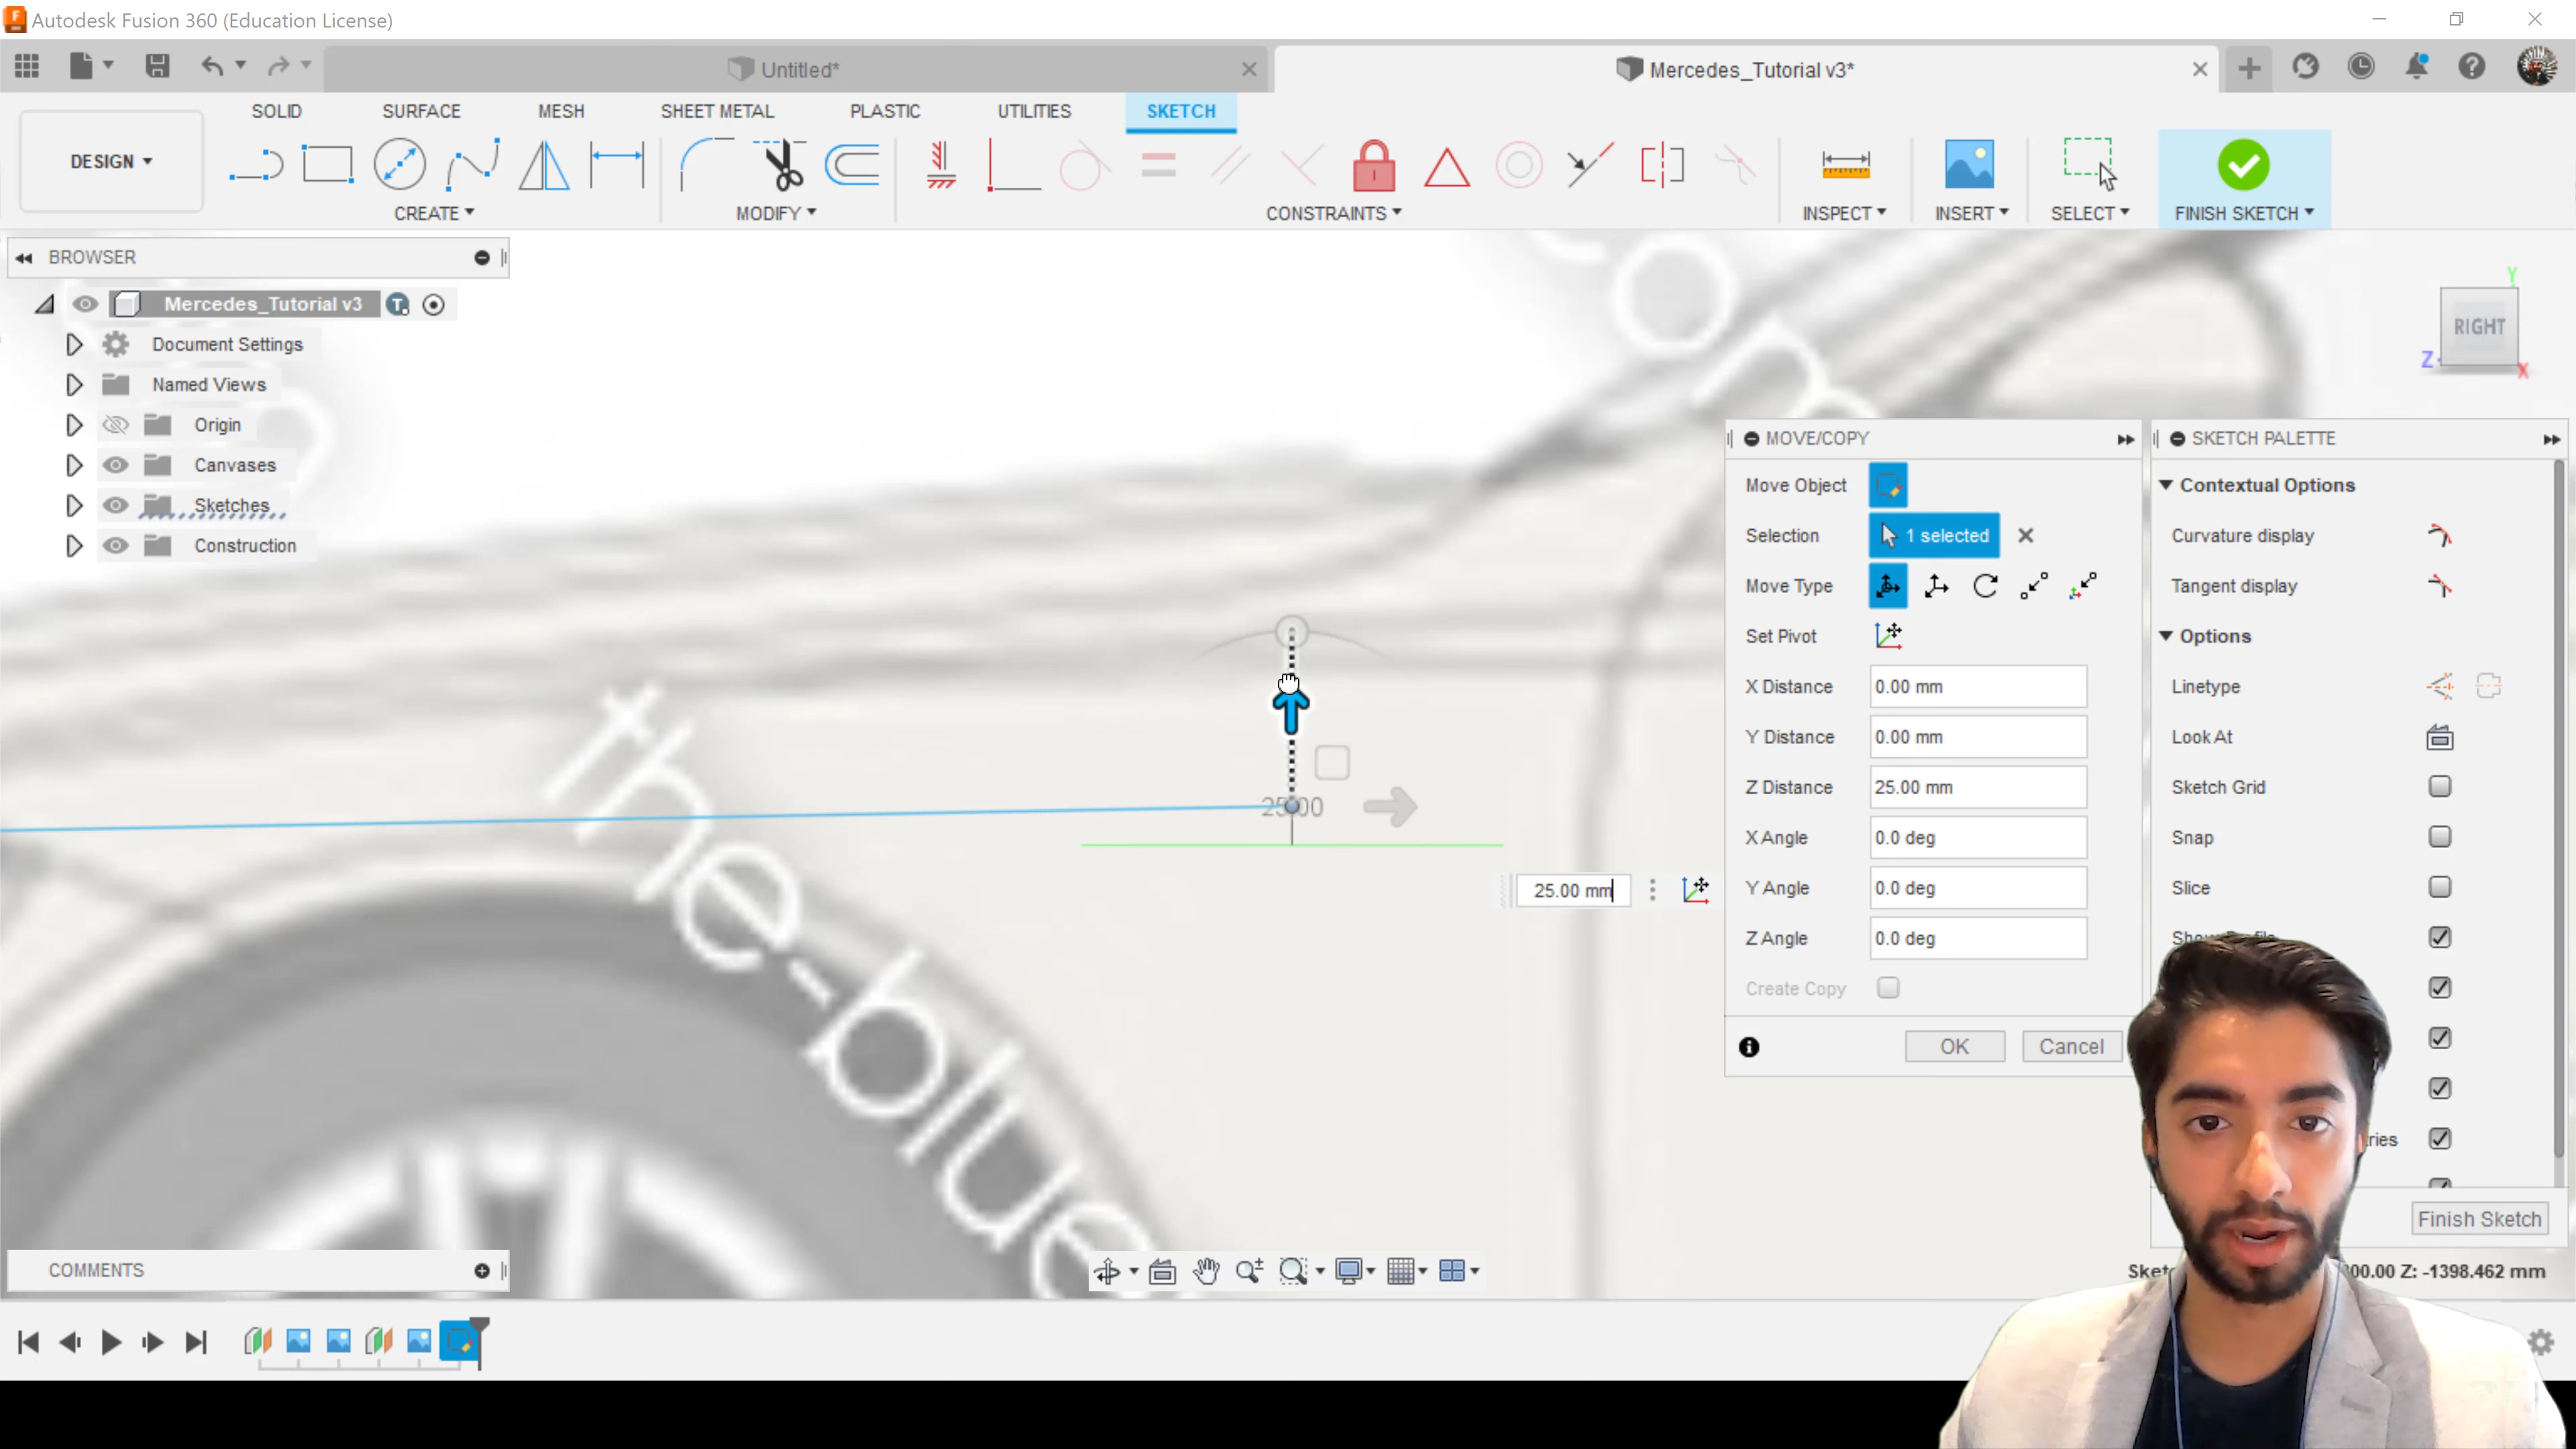 Autodesk Fusion 360 (Education License)
Untitled*
Mercedes_Tutorial v3*
SOLID SURFACE MESH SHEET METAL PLASTIC UTILITIES SKETCH
DESIGN
CREATE MODIFY CONSTRAINTS INSPECT INSERT SELECT FINISH SKETCH
BROWSER
Mercedes_Tutorial v3
Document Settings
Named Views
Origin
Canvases
Sketches
Construction
Y
RIGHT
Z
X
MOVE/COPY
Move Object
Selection 1 selected
Move Type
Set Pivot
X Distance 0.00 mm
Y Distance 0.00 mm
Z Distance 25.00 mm
X Angle 0.0 deg
Y Angle 0.0 deg
Z Angle 0.0 deg
Create Copy
OK Cancel
SKETCH PALETTE
Contextual Options
Curvature display
Tangent display
Options
Linetype
Look At
Sketch Grid
Snap
Slice
ries
Finish Sketch
25.00
25.00 mm
the-blue
COMMENTS
00.00 Z: -1398.462 mm